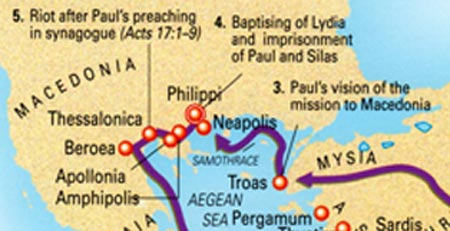 5. Riot after Paul's preaching
in synagogue (Acts 17:1–9)
4. Baptising of Lydia
and imprisonment
of Paul and Silas
3. Paul's vision of the
mission to Macedonia
MACEDONIA
Philippi
Thessalonica
Neapolis
Beroea
SAMOTHRACE
MYSIA
Apollonia
Troas
Amphipolis
AEGEAN
SEA
Pergamum
Sardis